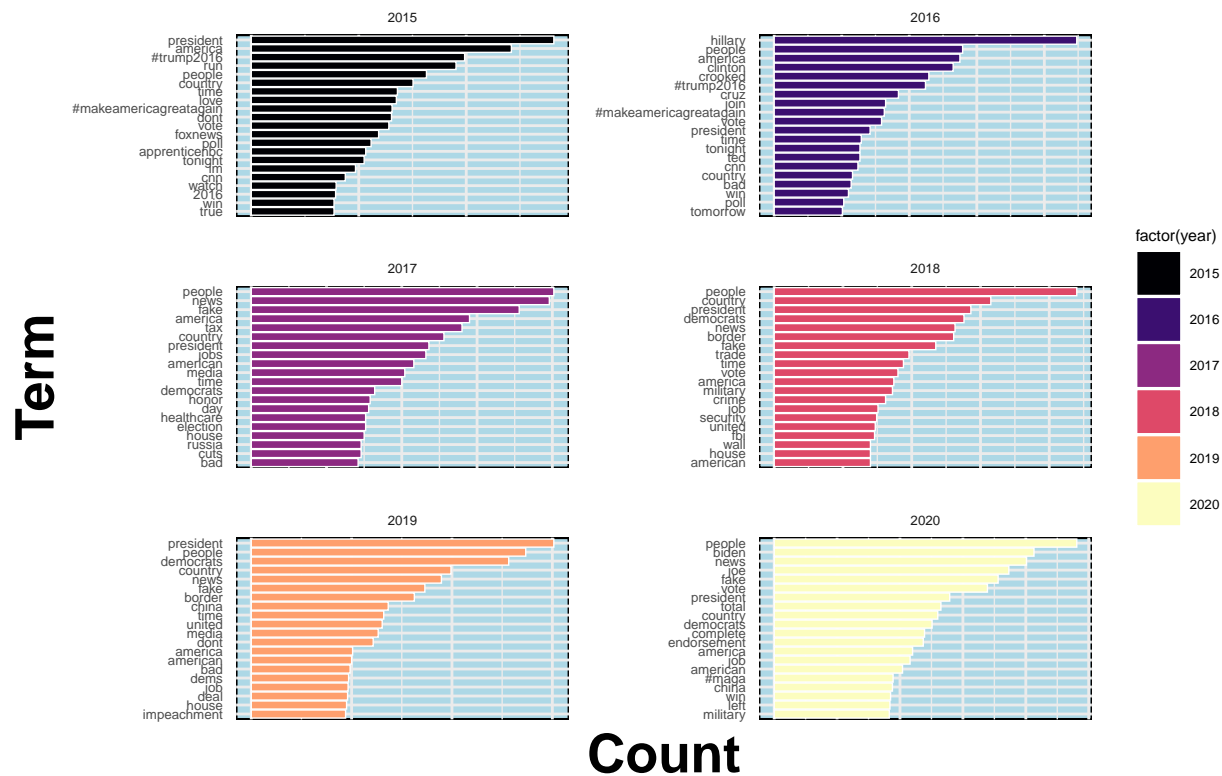 2015
president
america
#trump2016
run
people
country
time
love
#makeamericagreatagain
dont
vote
foxnews
poll
apprenticenbc
tonight
im
cnn
watch
2016
win
true
2016
hillary
people
america
clinton
crooked
#trump2016
cruz
join
#makeamericagreatagain
vote
president
time
tonight
ted
cnn
country
bad
win
poll
tomorrow
2017
people
news
fake
america
tax
country
president
jobs
american
media
time
democrats
honor
day
healthcare
election
house
russia
cuts
bad
2018
people
country
president
democrats
news
border
fake
trade
time
vote
america
military
crime
job
security
united
fbi
wall
house
american
2019
president
people
democrats
country
news
fake
border
china
time
united
media
dont
america
american
bad
dems
job
deal
house
impeachment
2020
people
biden
news
joe
fake
vote
president
total
country
democrats
complete
endorsement
america
job
american
#maga
china
win
left
military
Term
Count
factor(year)
2015
2016
2017
2018
2019
2020